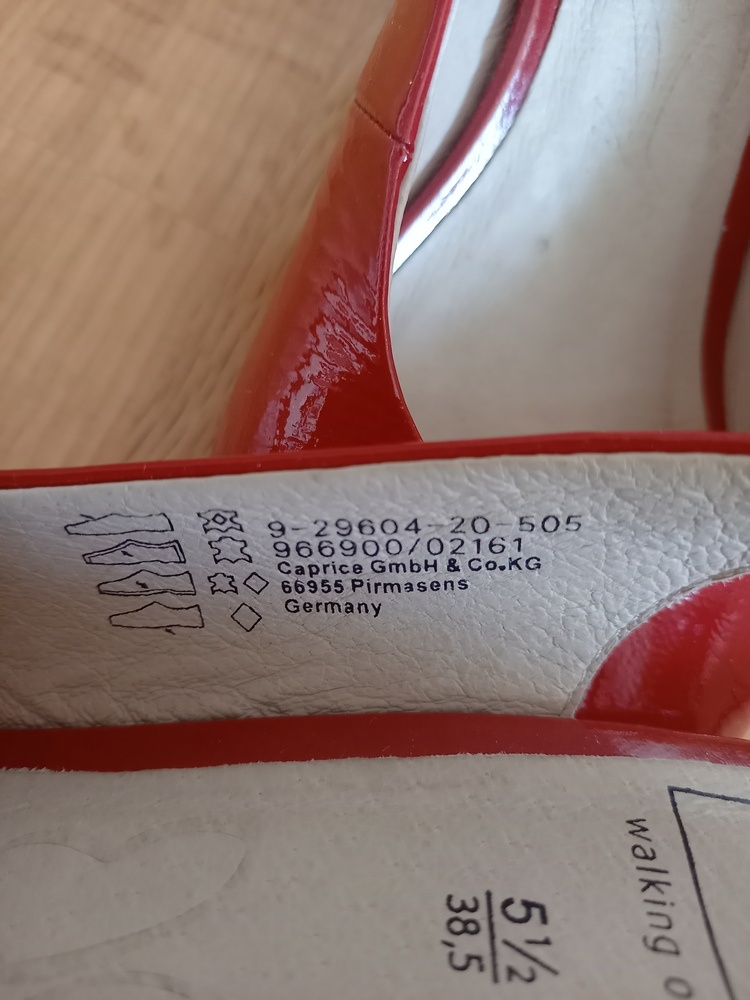 9-29604-20-505
966900/02161
Caprice GmbH & Co.KG
66955 Pirmasens
Germany
5½
38,5
walking